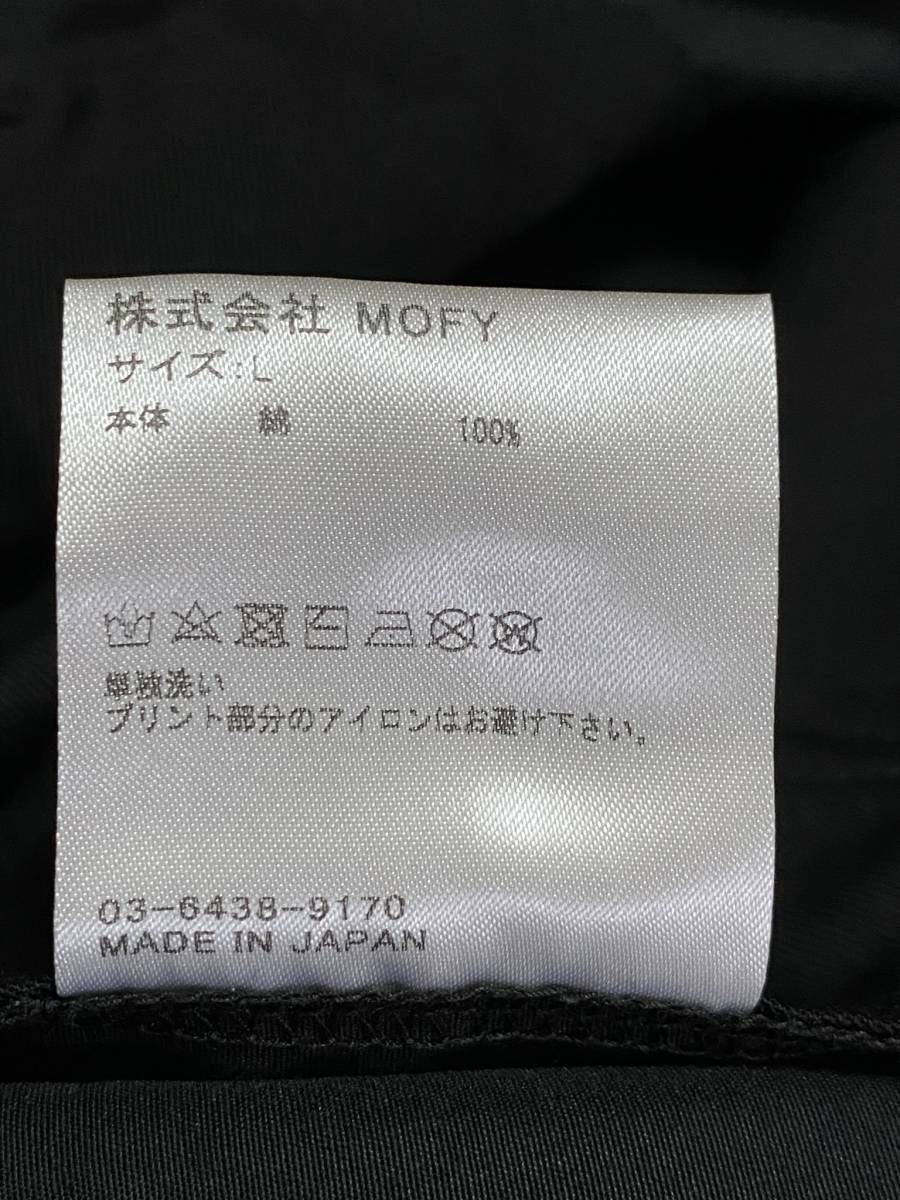 株式会社 MOFY
サイズ:L
本体 綿 100%
単独洗い
プリント部分のアイロンはお避け下さい。
03-6438-9170
MADE IN JAPAN